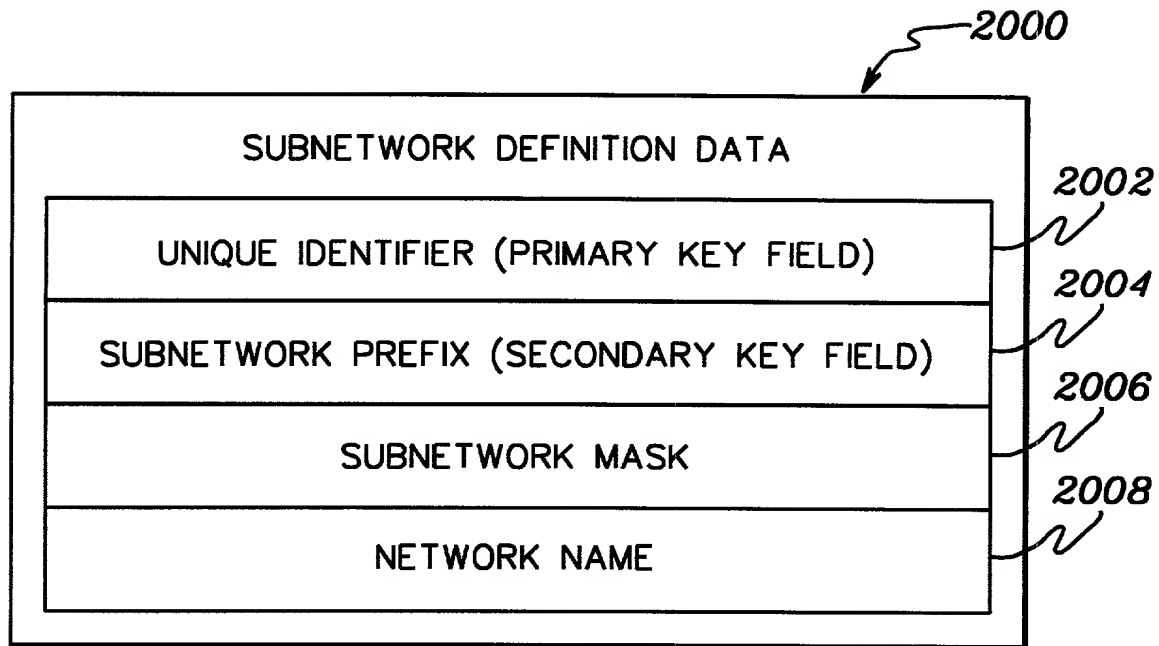 2000
SUBNETWORK DEFINITION DATA
2002
UNIQUE IDENTIFIER (PRIMARY KEY FIELD)
2004
SUBNETWORK PREFIX (SECONDARY KEY FIELD)
2006
SUBNETWORK MASK
2008
NETWORK NAME